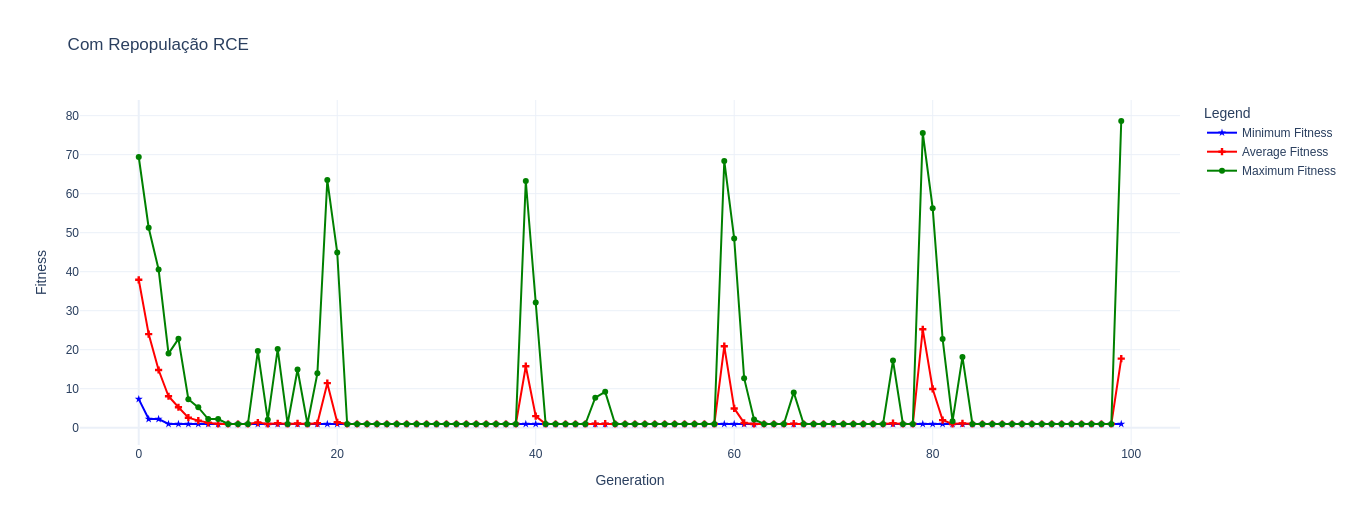 Com Repopulação RCE
Legend
Minimum Fitness
Average Fitness
Maximum Fitness
80
70
60
50
40
30
20
10
0
Fitness
0 20 40 60 80 100
Generation